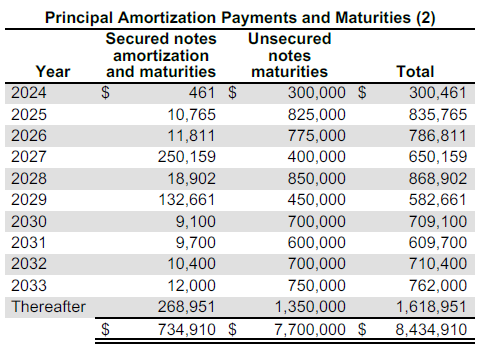 Principal Amortization Payments and Maturities (2)
Secured notes Unsecured
amortization notes
Year and maturities maturities Total
2024 $ 461 $ 300,000 $ 300,461
2025 10,765 825,000 835,765
2026 11,811 775,000 786,811
2027 250,159 400,000 650,159
2028 18,902 850,000 868,902
2029 132,661 450,000 582,661
2030 9,100 700,000 709,100
2031 9,700 600,000 609,700
2032 10,400 700,000 710,400
2033 12,000 750,000 762,000
Thereafter 268,951 1,350,000 1,618,951
$ 734,910 $ 7,700,000 $ 8,434,910